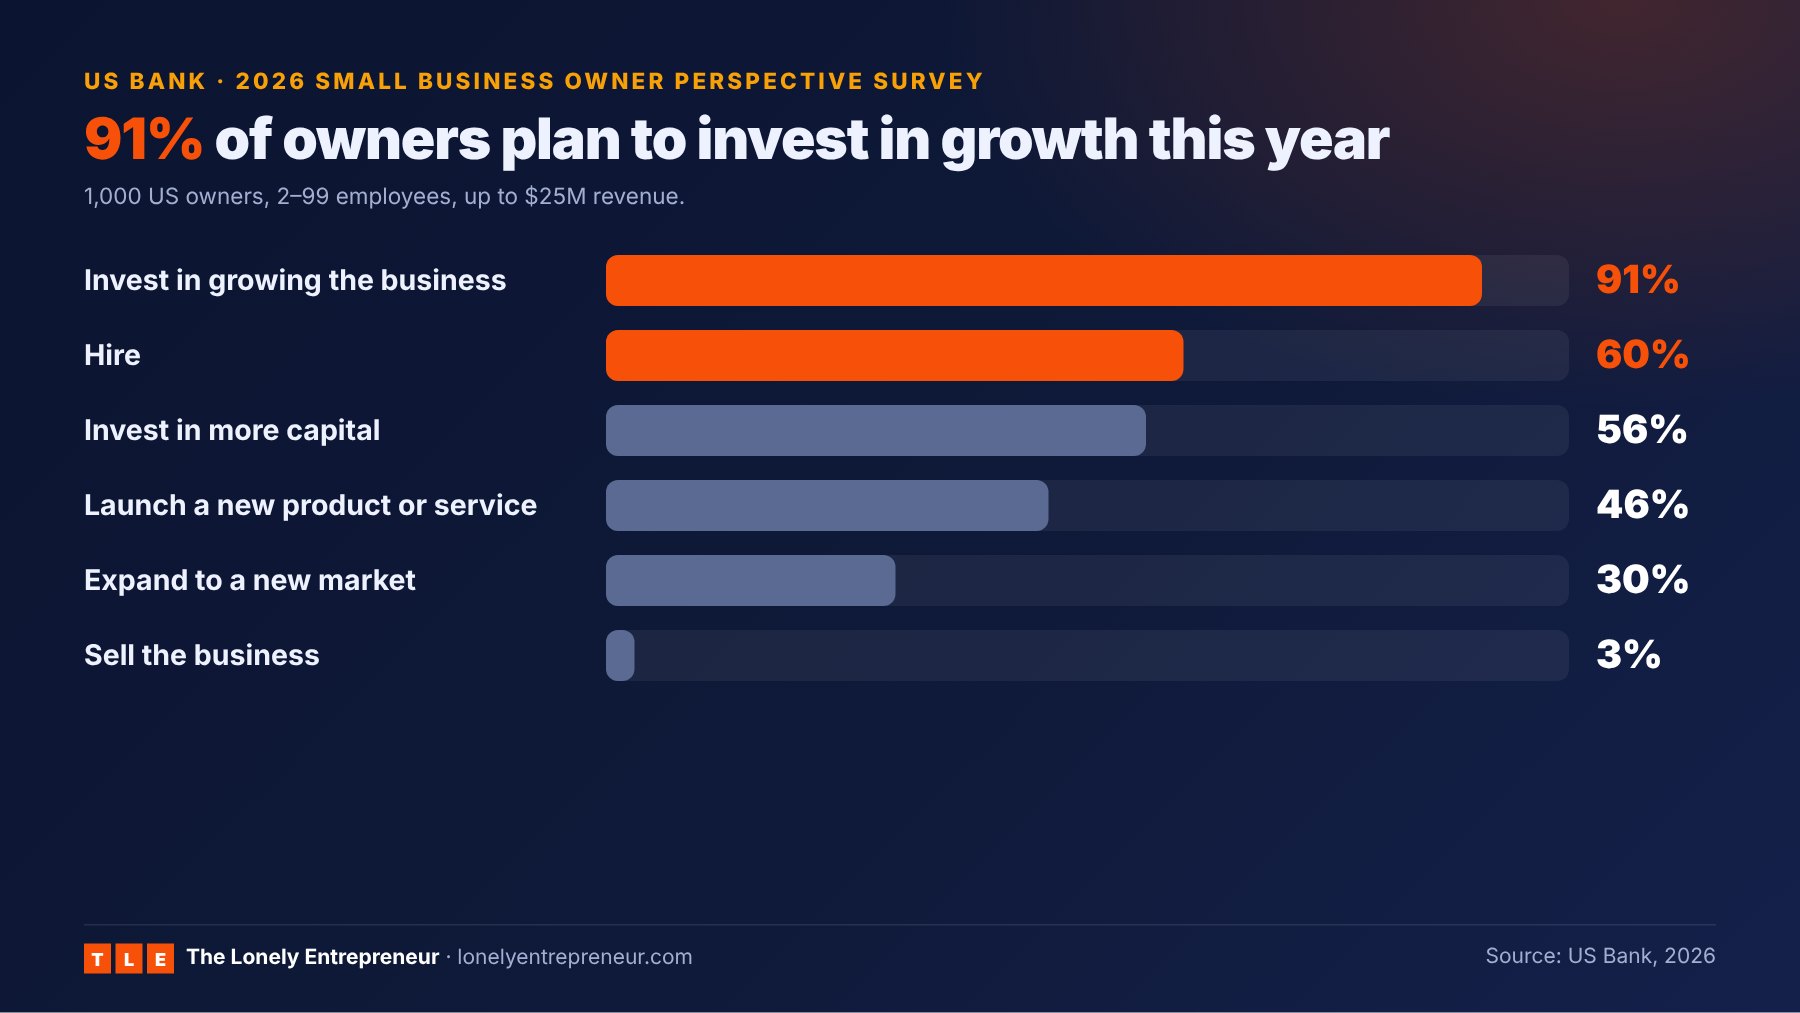 US BANK · 2026 SMALL BUSINESS OWNER PERSPECTIVE SURVEY
91% of owners plan to invest in growth this year
1,000 US owners, 2–99 employees, up to $25M revenue.
Invest in growing the business 91%
Hire 60%
Invest in more capital 56%
Launch a new product or service 46%
Expand to a new market 30%
Sell the business 3%
T L E The Lonely Entrepreneur · lonelyentrepreneur.com
Source: US Bank, 2026